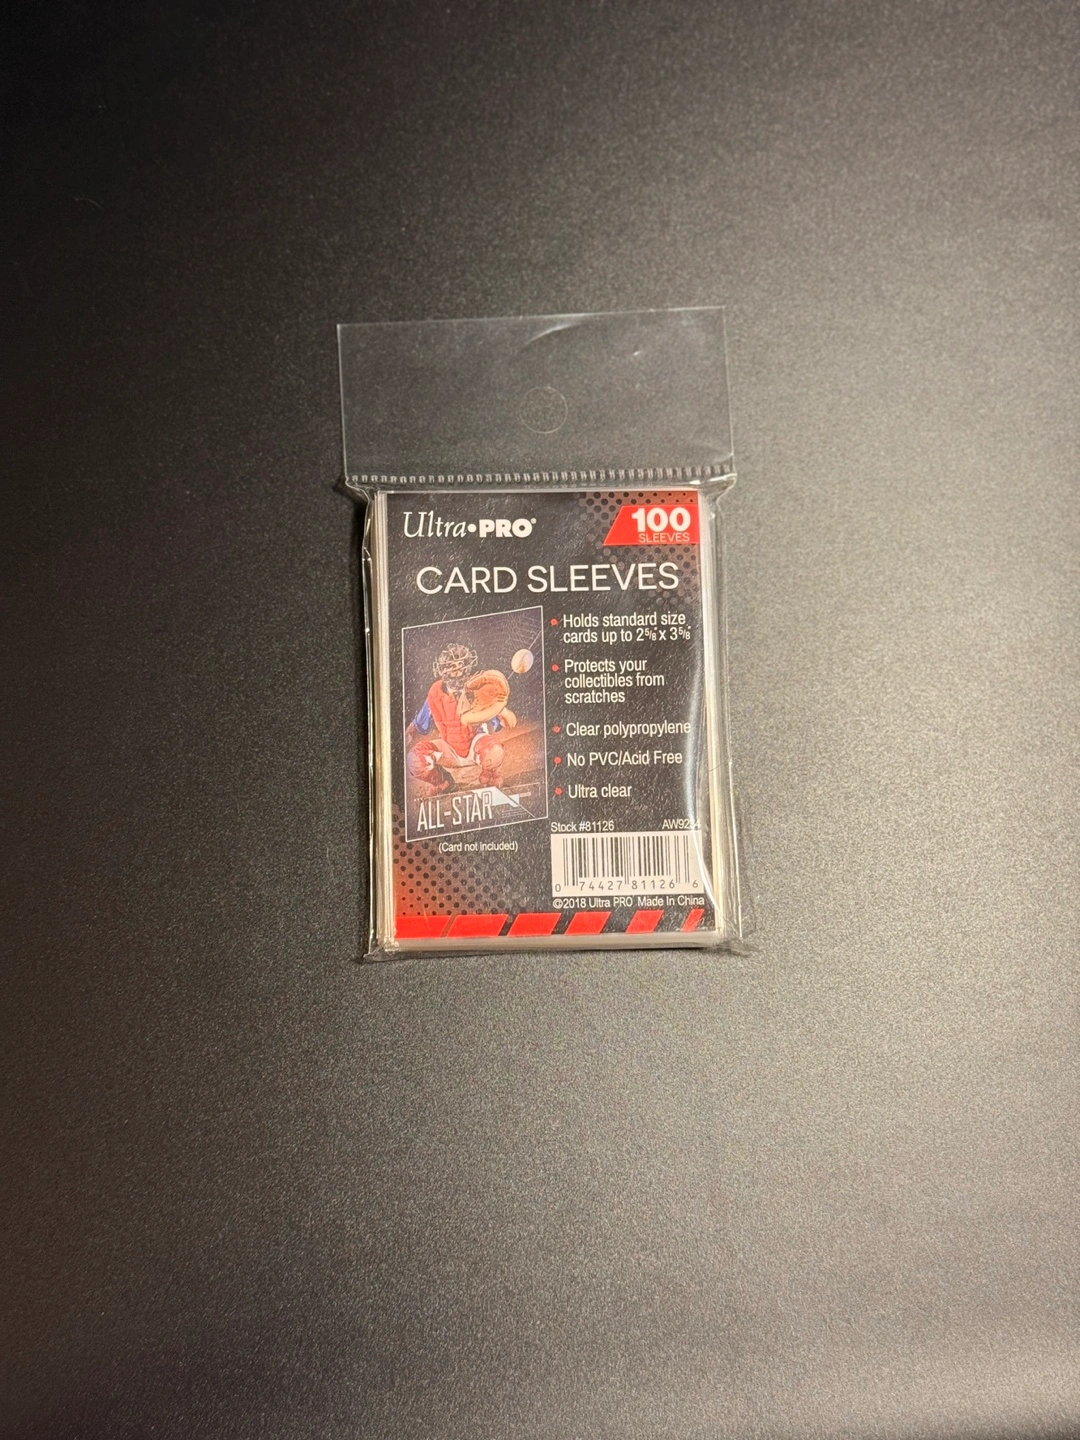 Ultra•PRO®
100
SLEEVES
CARD SLEEVES
• Holds standard size
cards up to 2⅝" x 3⅝"
• Protects your
collectibles from
scratches
• Clear polypropylene
• No PVC/Acid Free
• Ultra clear
ALL-STAR
(Card not included)
Stock #81126
0 74427 81126 6
©2018 Ultra PRO Made In China